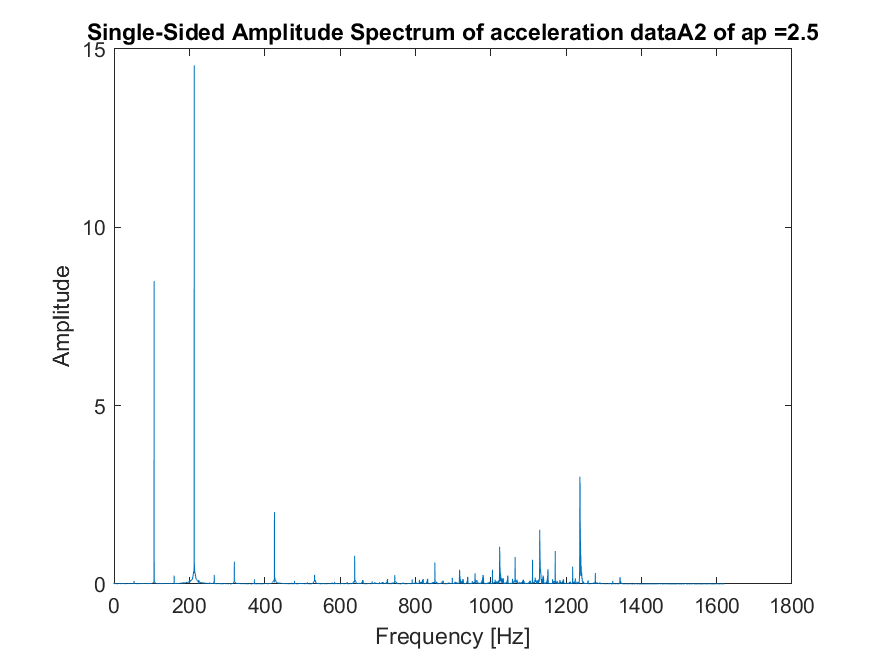 Single-Sided Amplitude Spectrum of acceleration dataA2 of ap =2.5
15
10
5
0
Amplitude
0 200 400 600 800 1000 1200 1400 1600 1800
Frequency [Hz]